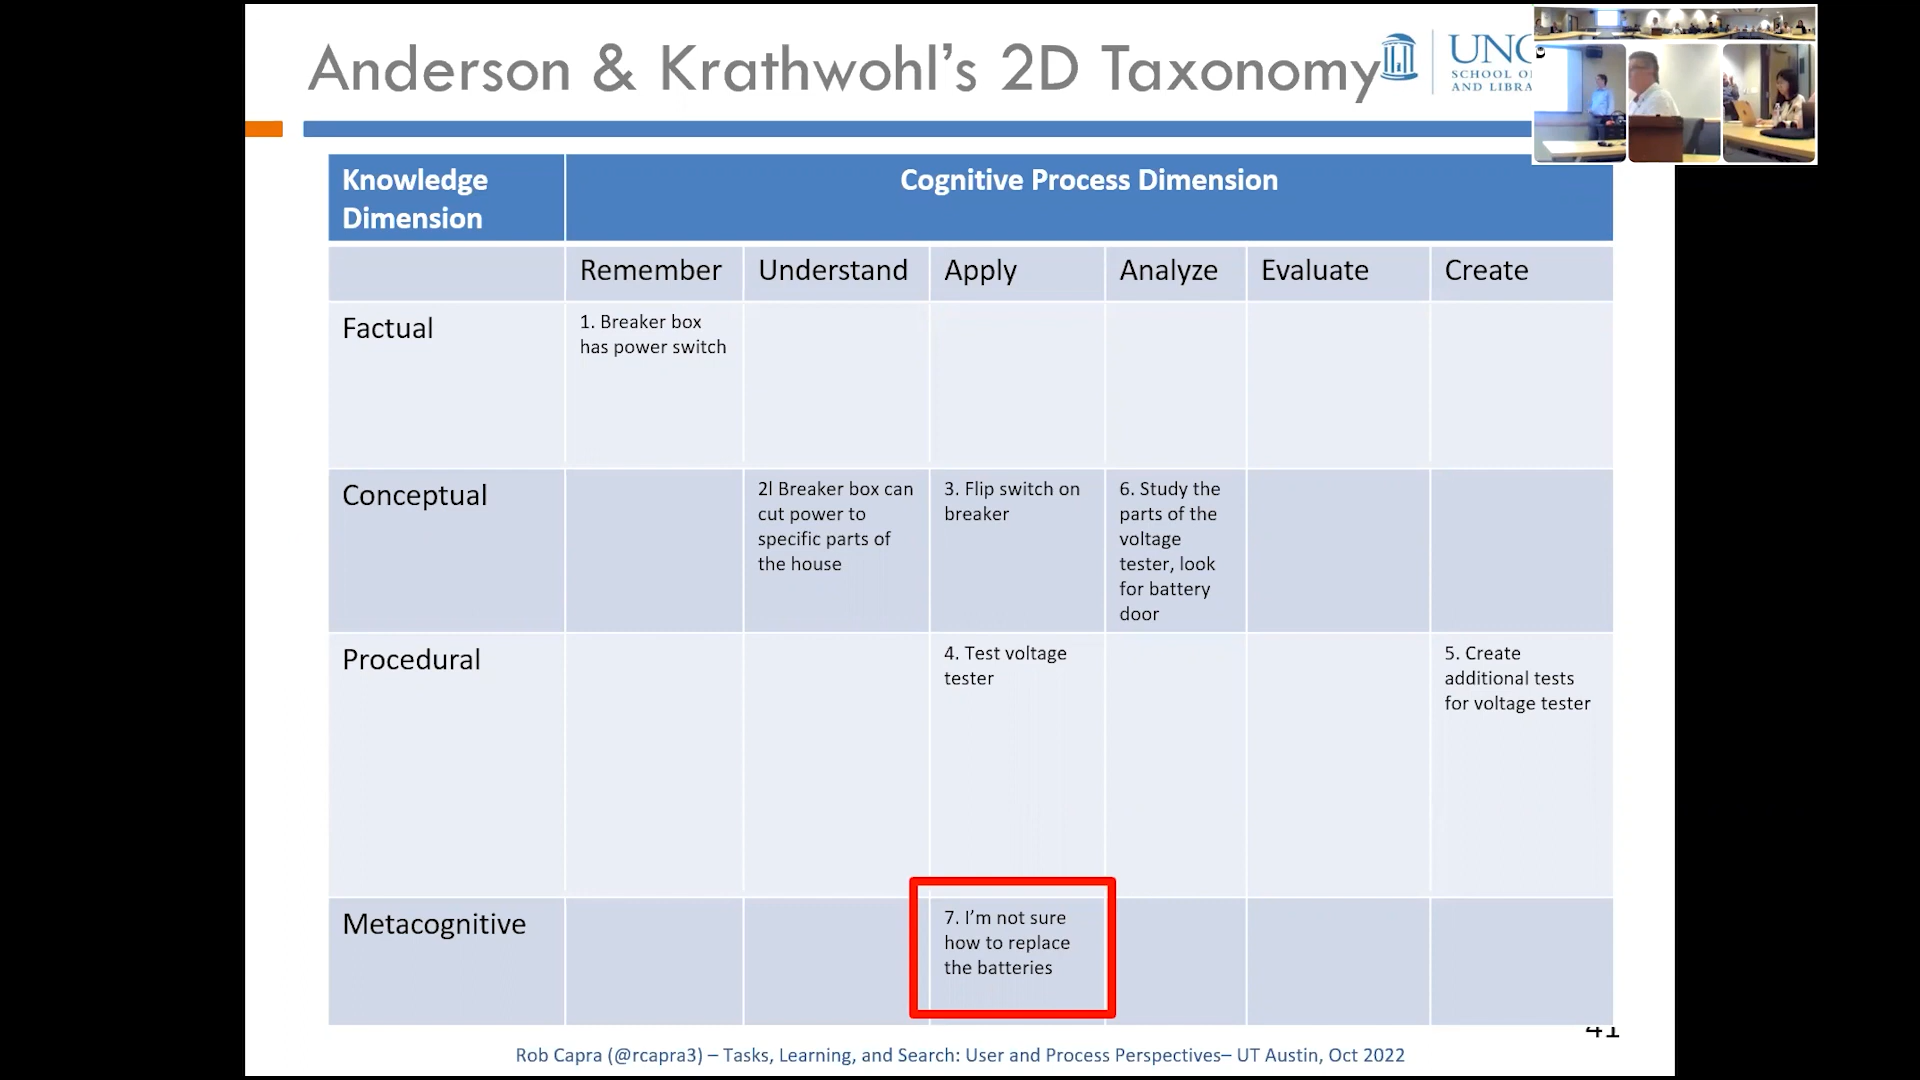 Anderson & Krathwohl's 2D Taxonomy
UNC
SCHOOL O
AND LIBRA
Knowledge
Dimension
Cognitive Process Dimension
Remember
Understand
Apply
Analyze
Evaluate
Create
Factual
1. Breaker box
has power switch
Conceptual
2l Breaker box can
cut power to
specific parts of
the house
3. Flip switch on
breaker
6. Study the
parts of the
voltage
tester, look
for battery
door
Procedural
4. Test voltage
tester
5. Create
additional tests
for voltage tester
Metacognitive
7. I'm not sure
how to replace
the batteries
41
Rob Capra (@rcapra3) – Tasks, Learning, and Search: User and Process Perspectives– UT Austin, Oct 2022